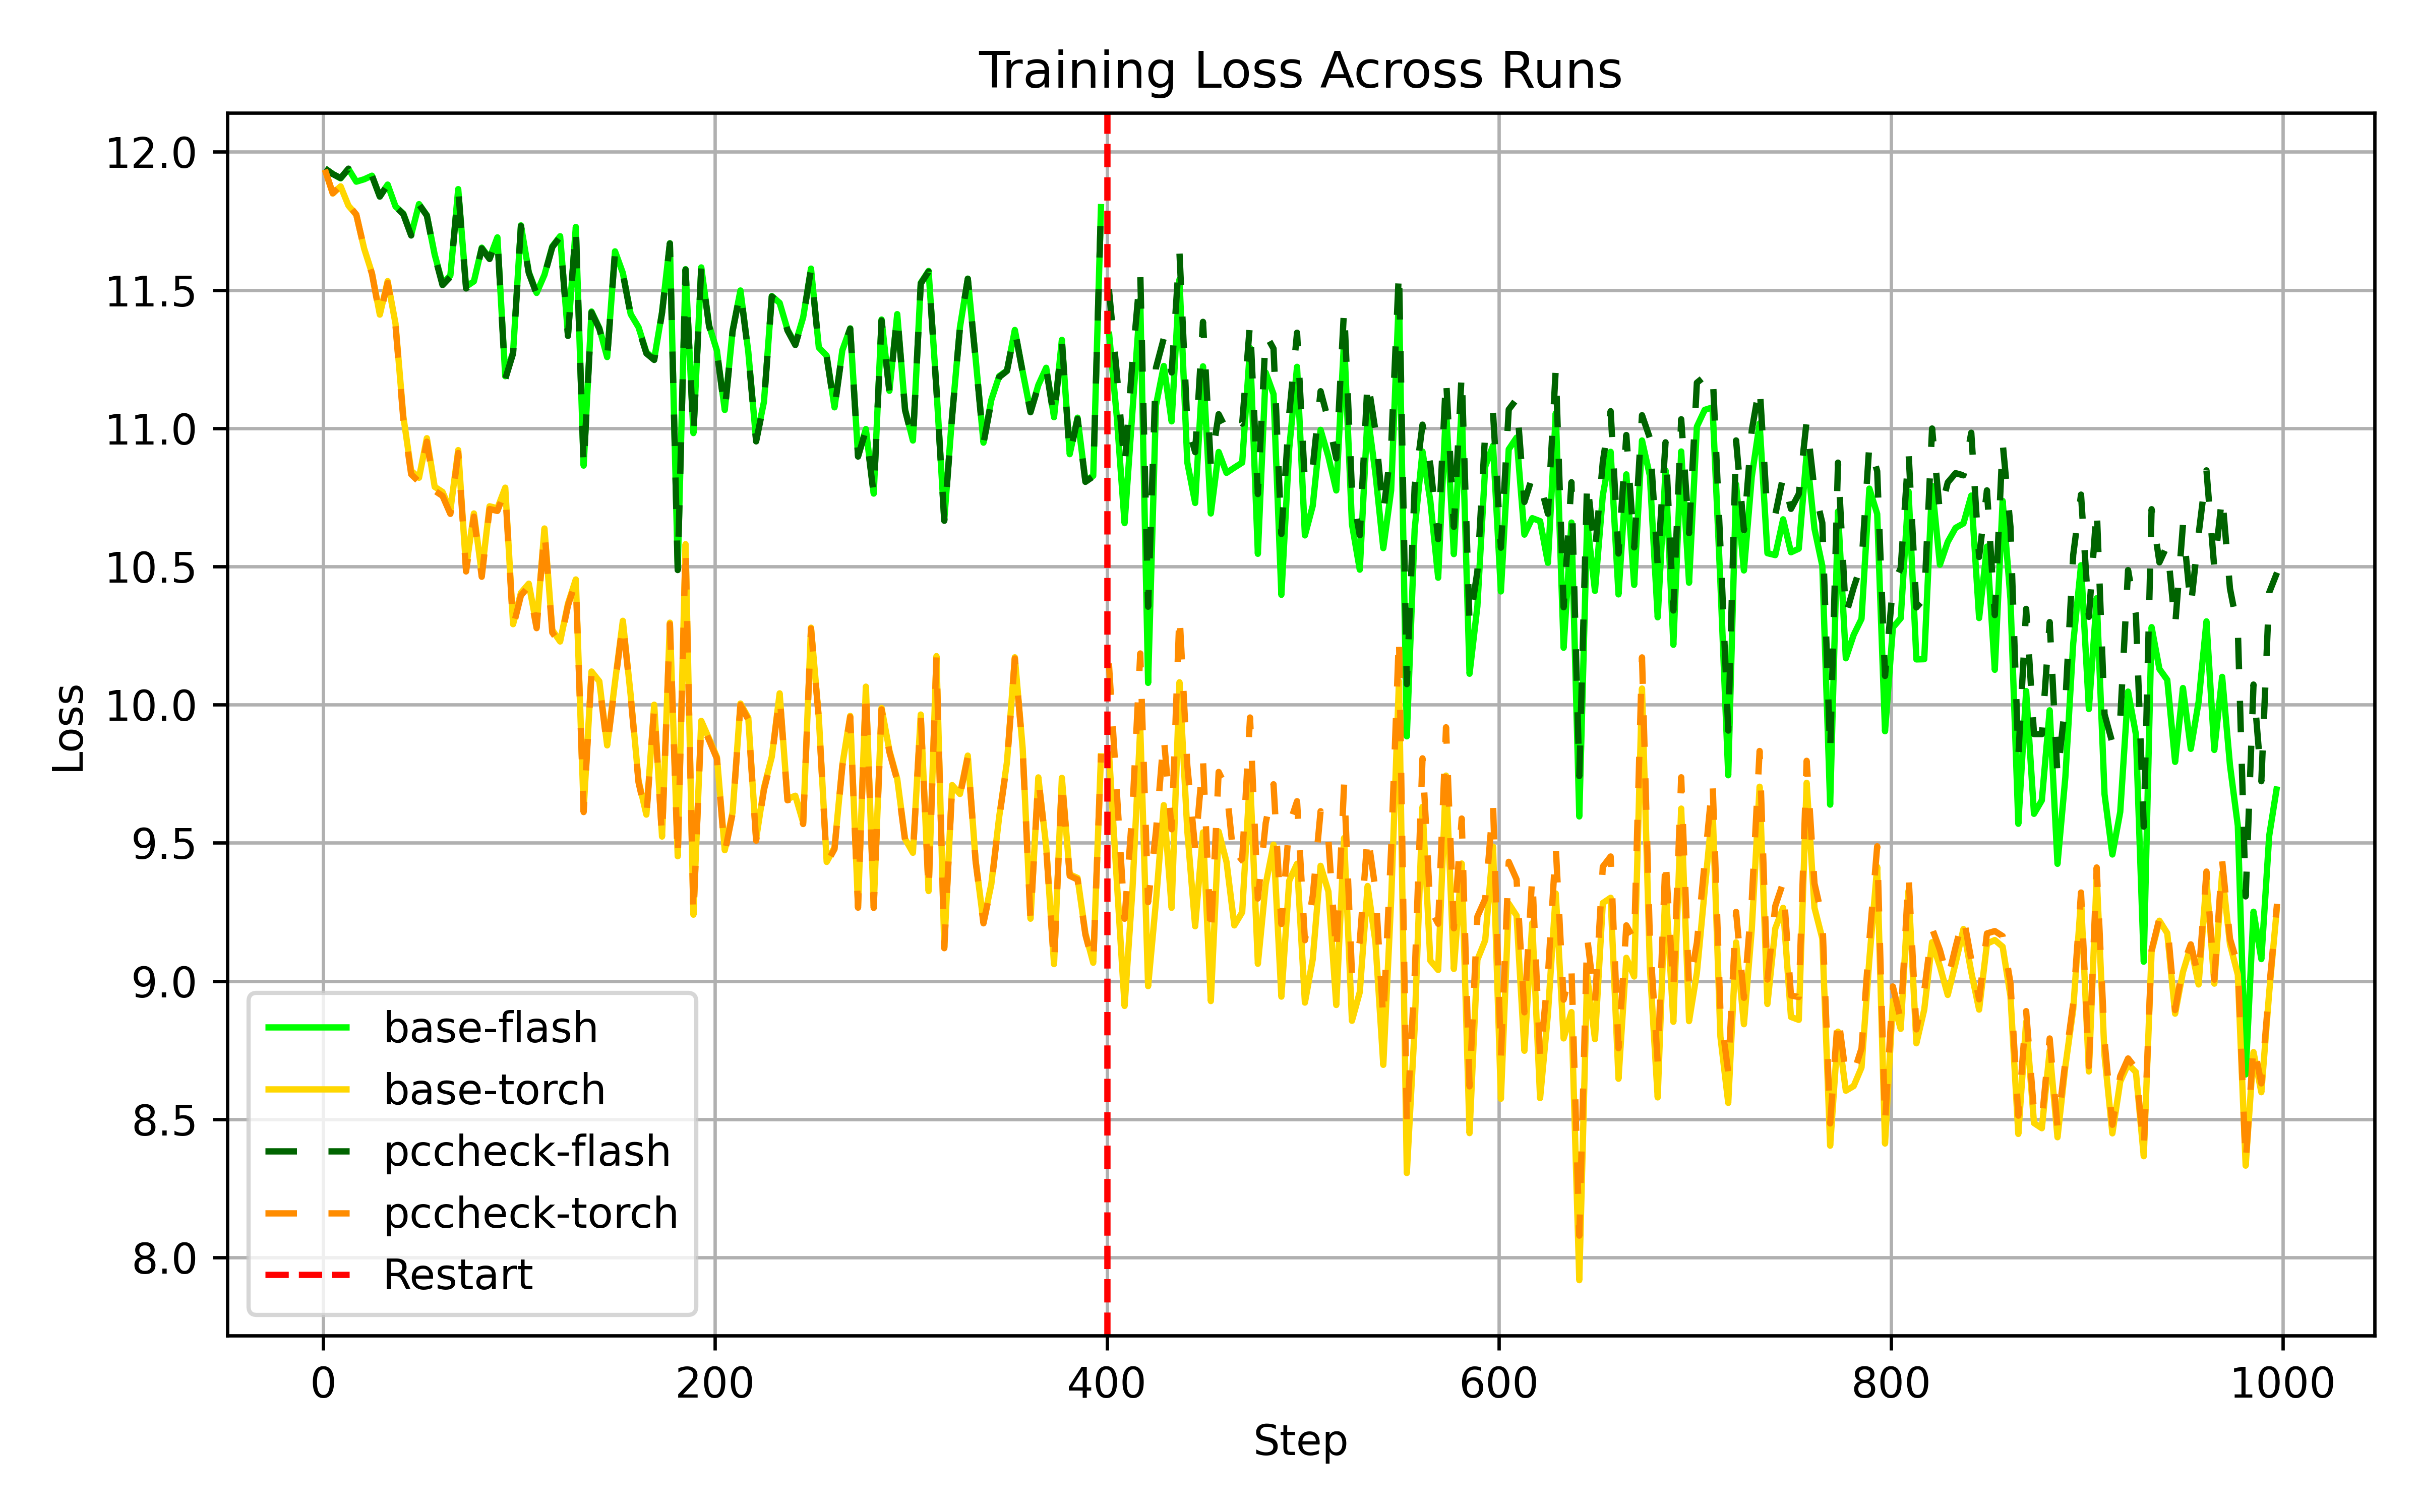 Training Loss Across Runs
12.0
11.5
11.0
10.5
10.0
9.5
9.0
8.5
8.0
Loss
base-flash
base-torch
pccheck-flash
pccheck-torch
Restart
0 200 400 600 800 1000
Step